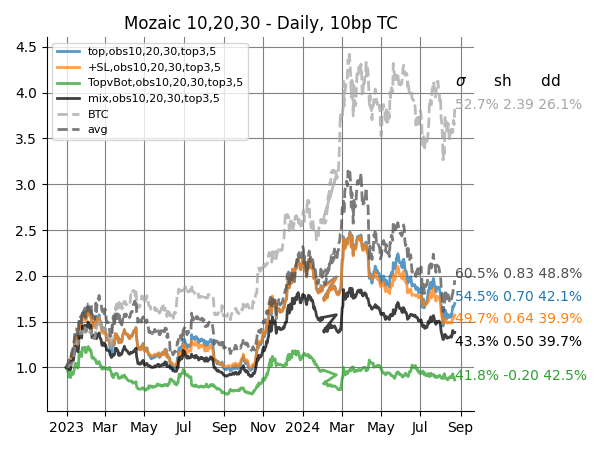 Mozaic 10,20,30 - Daily, 10bp TC
top,obs10,20,30,top3,5
+SL,obs10,20,30,top3,5
TopvBot,obs10,20,30,top3,5
mix,obs10,20,30,top3,5
BTC
avg
4.5
4.0
3.5
3.0
2.5
2.0
1.5
1.0
σ sh dd
52.7% 2.39 26.1%
60.5% 0.83 48.8%
54.5% 0.70 42.1%
49.7% 0.64 39.9%
43.3% 0.50 39.7%
41.8% -0.20 42.5%
2023 Mar May Jul Sep Nov 2024 Mar May Jul Sep